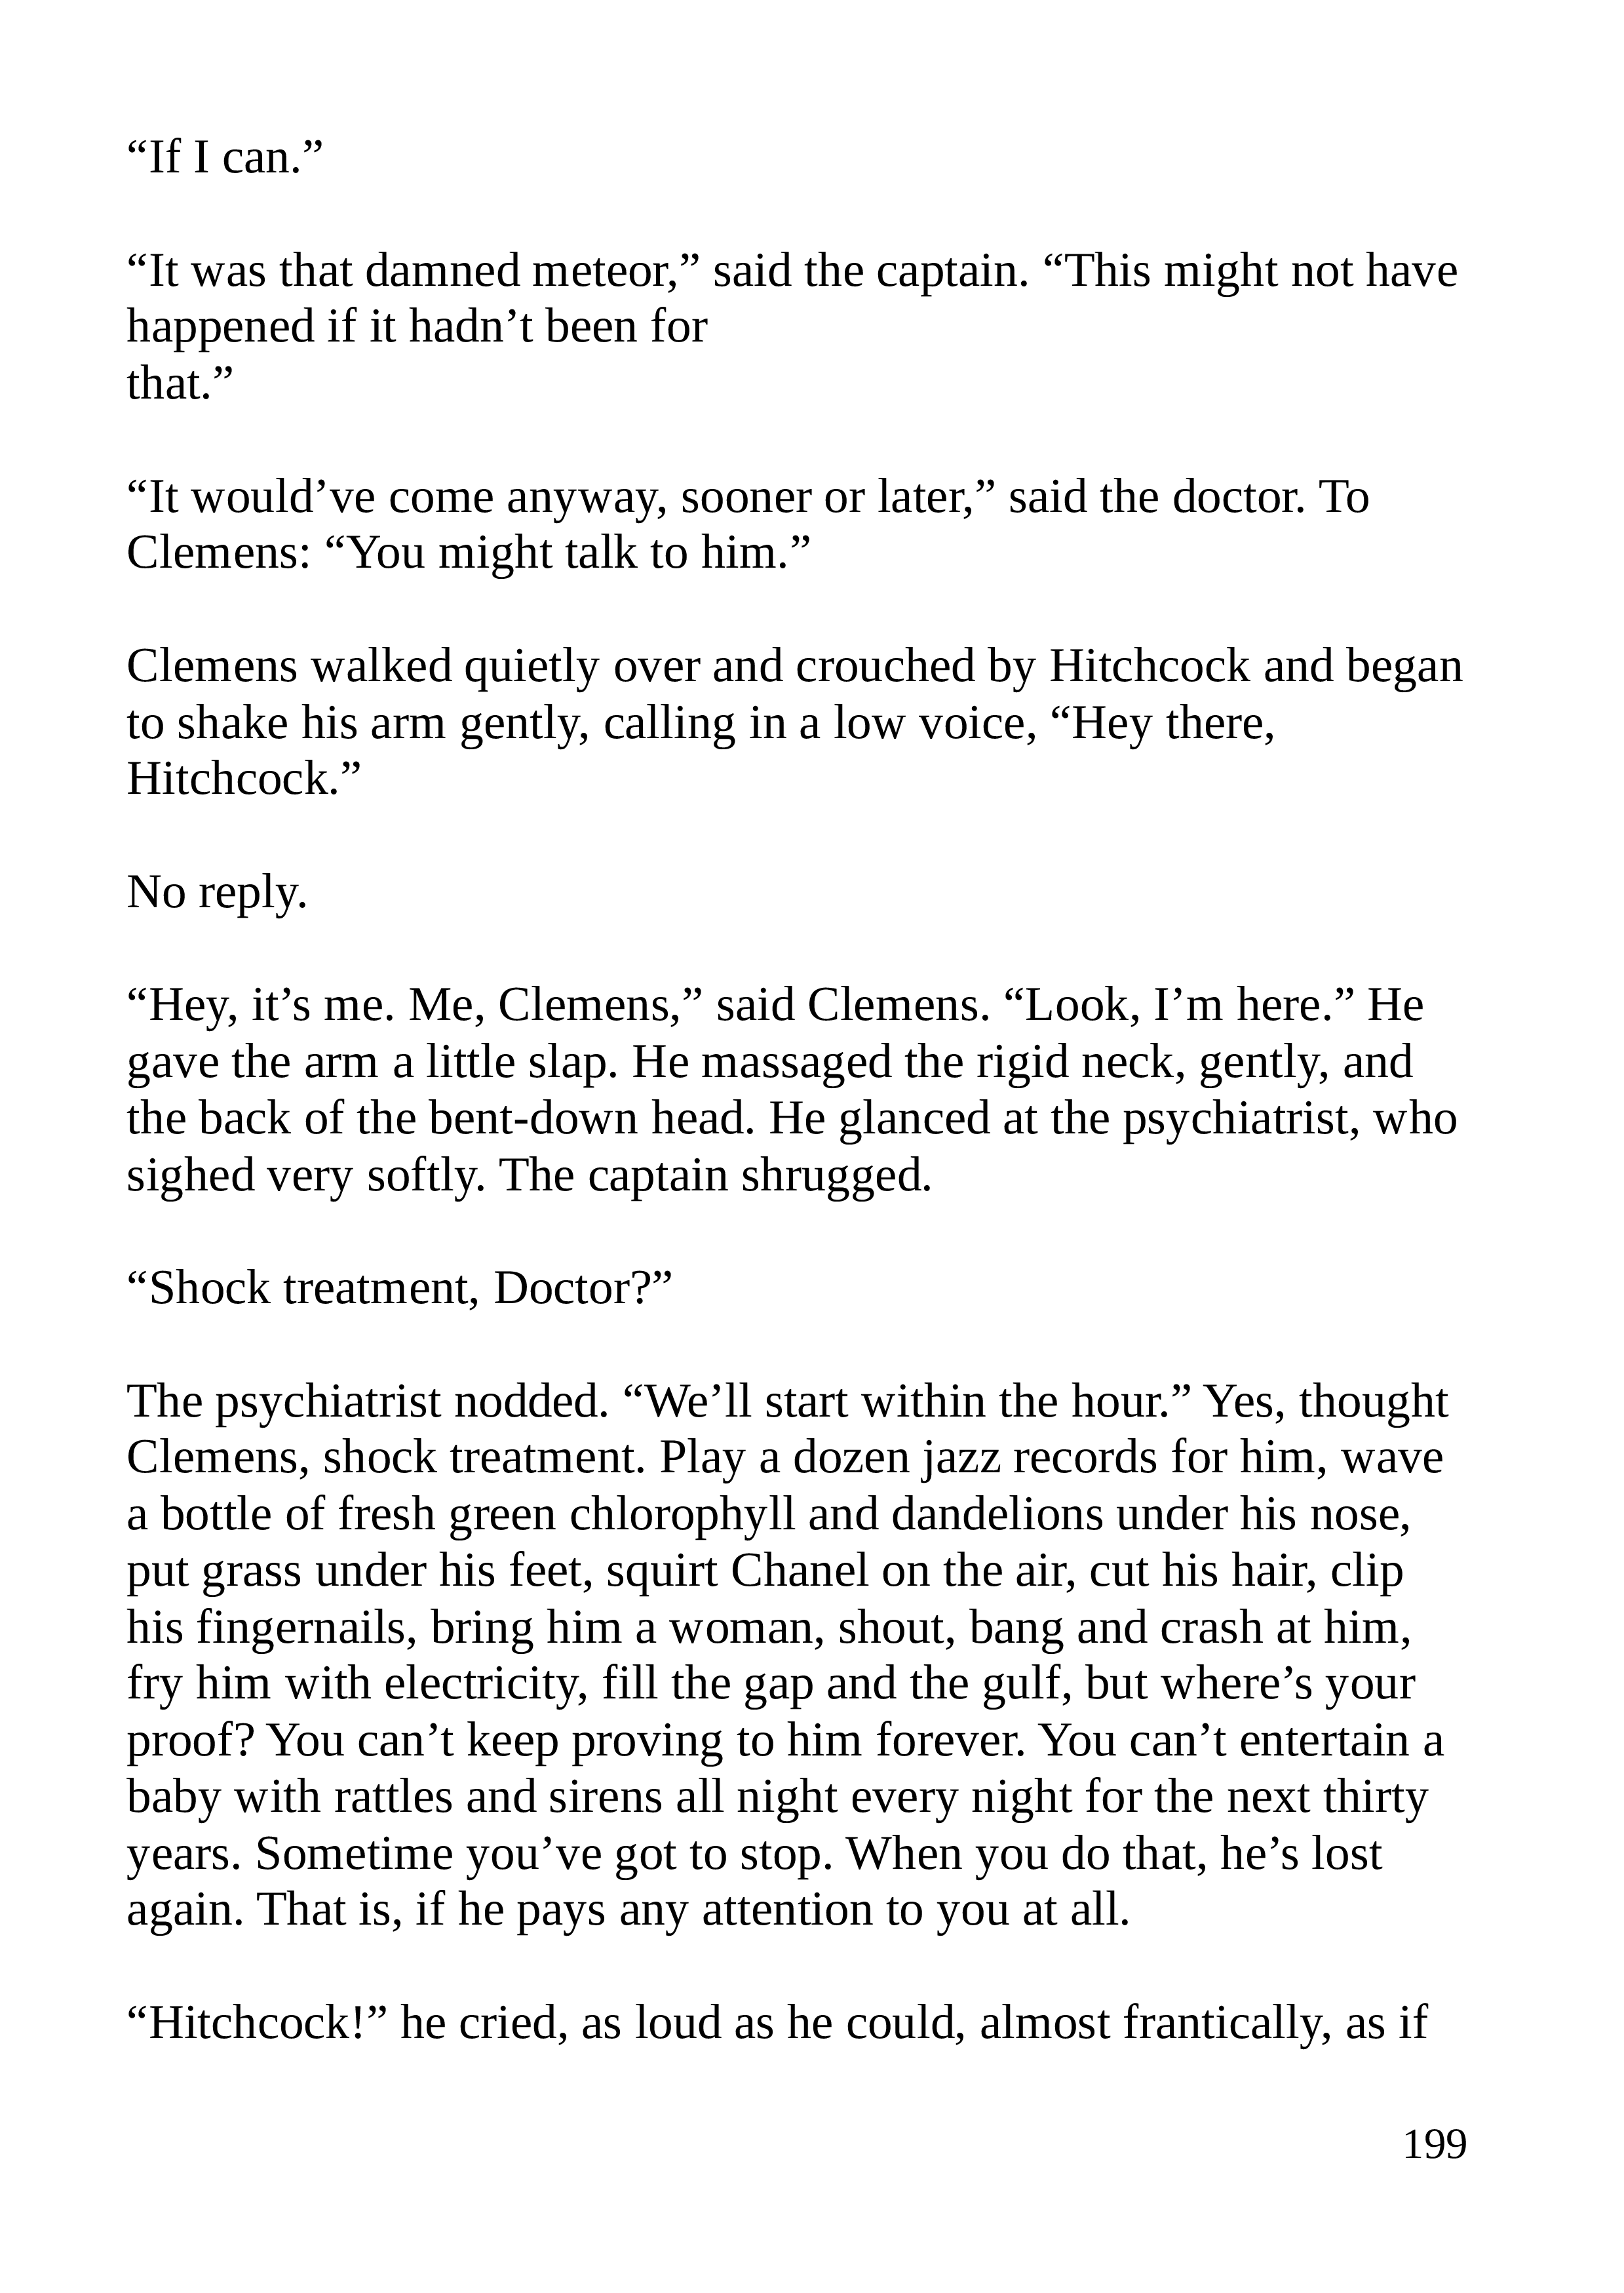 “If I can.”
“It was that damned meteor,” said the captain. “This might not have
happened if it hadn’t been for
that.”
“It would’ve come anyway, sooner or later,” said the doctor. To
Clemens: “You might talk to him.”
Clemens walked quietly over and crouched by Hitchcock and began
to shake his arm gently, calling in a low voice, “Hey there,
Hitchcock.”
No reply.
“Hey, it’s me. Me, Clemens,” said Clemens. “Look, I’m here.” He
gave the arm a little slap. He massaged the rigid neck, gently, and
the back of the bent-down head. He glanced at the psychiatrist, who
sighed very softly. The captain shrugged.
“Shock treatment, Doctor?”
The psychiatrist nodded. “We’ll start within the hour.” Yes, thought
Clemens, shock treatment. Play a dozen jazz records for him, wave
a bottle of fresh green chlorophyll and dandelions under his nose,
put grass under his feet, squirt Chanel on the air, cut his hair, clip
his fingernails, bring him a woman, shout, bang and crash at him,
fry him with electricity, fill the gap and the gulf, but where’s your
proof? You can’t keep proving to him forever. You can’t entertain a
baby with rattles and sirens all night every night for the next thirty
years. Sometime you’ve got to stop. When you do that, he’s lost
again. That is, if he pays any attention to you at all.
“Hitchcock!” he cried, as loud as he could, almost frantically, as if
199